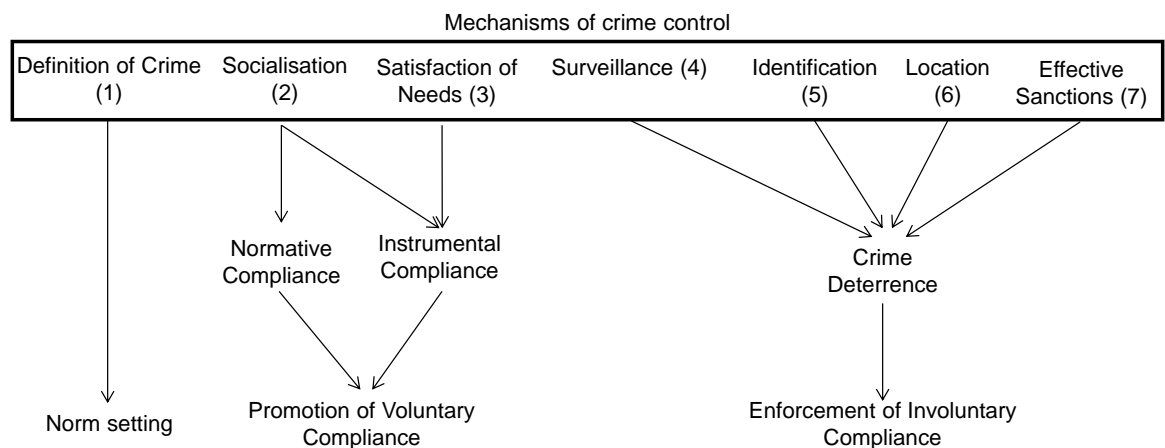 Mechanisms of crime control
Definition of Crime
(1)
Socialisation
(2)
Satisfaction of
Needs (3)
Surveillance (4)
Identification
(5)
Location
(6)
Effective
Sanctions (7)
Normative
Compliance
Instrumental
Compliance
Crime
Deterrence
Norm setting
Promotion of Voluntary
Compliance
Enforcement of Involuntary
Compliance